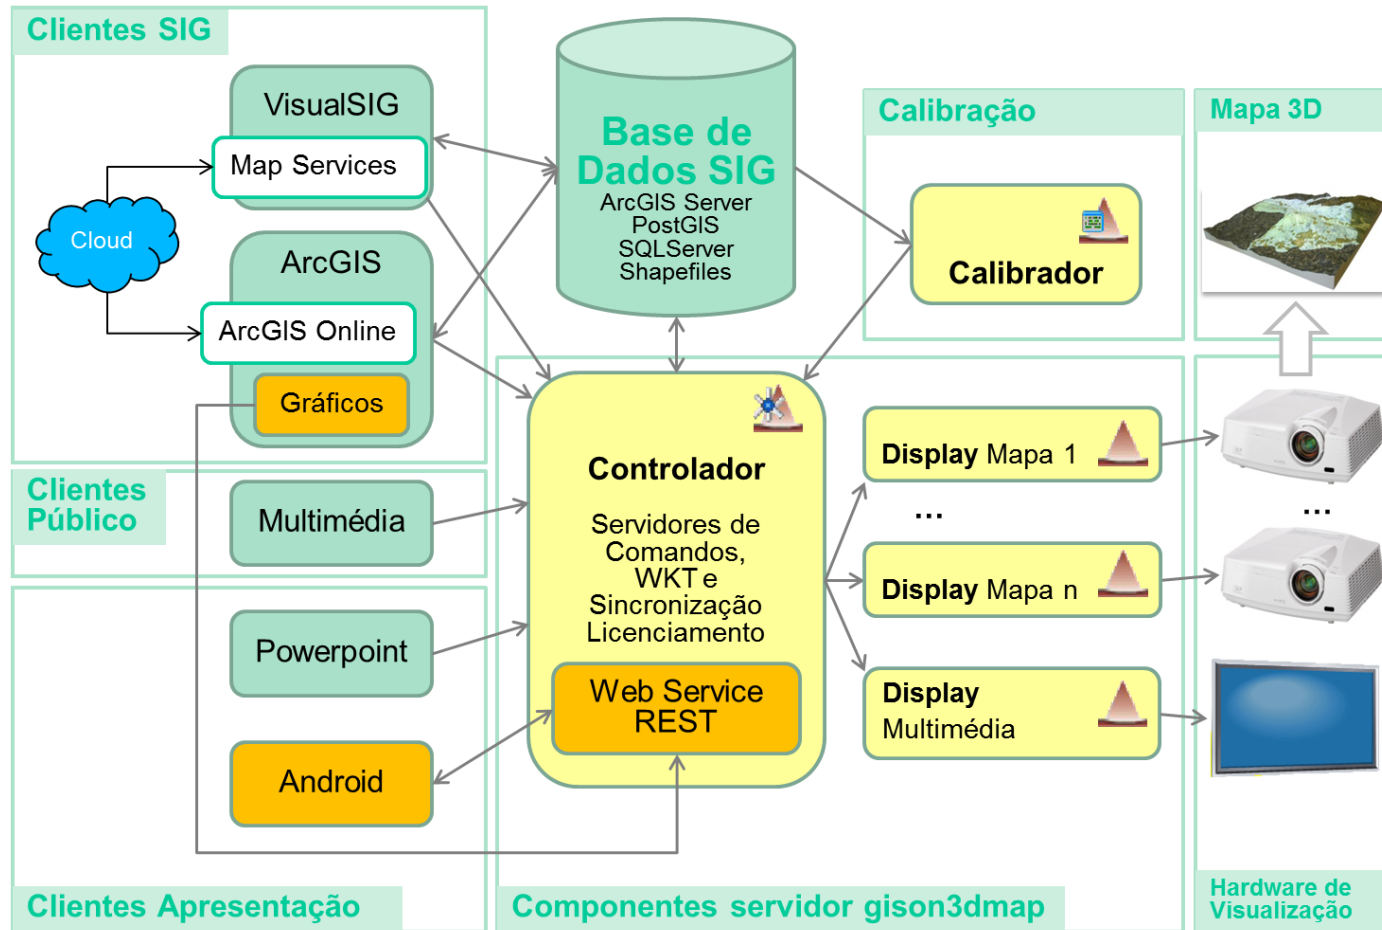 Clientes SIG
VisualSIG
Map Services
Cloud
ArcGIS
ArcGIS Online
Gráficos
Base de
Dados SIG
ArcGIS Server
PostGIS
SQLServer
Shapefiles
Calibração
Calibrador
Mapa 3D
Clientes
Público
Multimédia
Powerpoint
Android
Clientes Apresentação
Controlador
Servidores de
Comandos,
WKT e
Sincronização
Licenciamento
Web Service
REST
Display Mapa 1
...
Display Mapa n
Display
Multimédia
Componentes servidor gison3dmap
...
Hardware de
Visualização